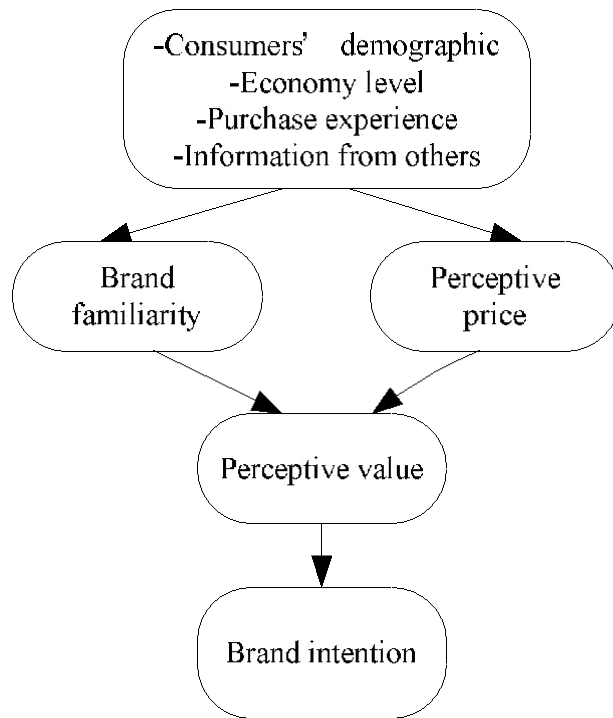 -Consumers' demographic
-Economy level
-Purchase experience
-Information from others
Brand
familiarity
Perceptive
price
Perceptive value
Brand intention